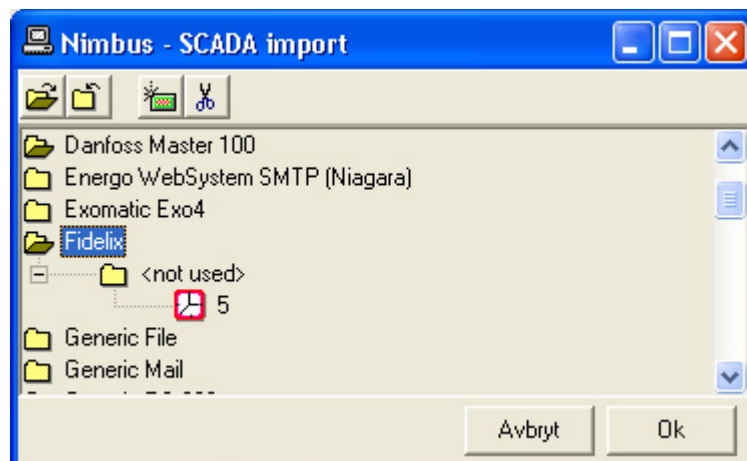 Nimbus - SCADA import
Danfoss Master 100
Energo WebSystem SMTP (Niagara)
Exomatic Exo4
Fidelix
<not used>
5
Generic File
Generic Mail
Avbryt Ok